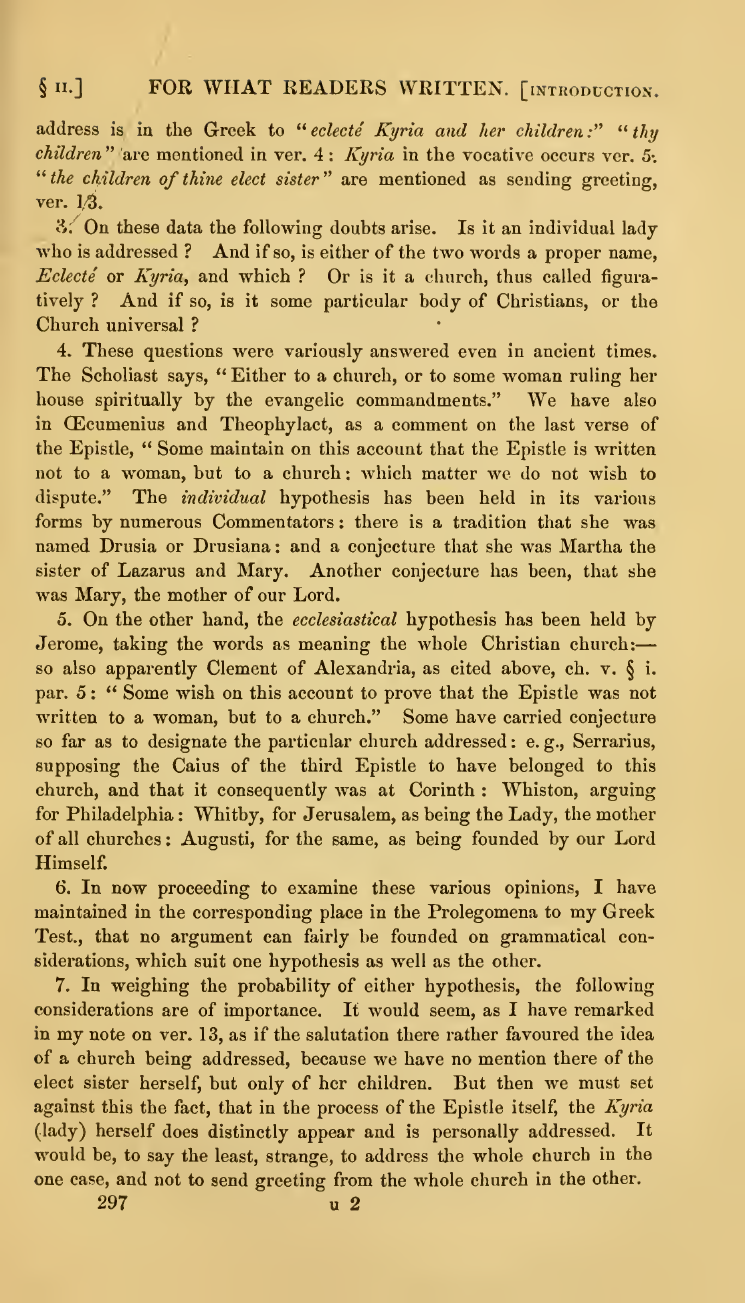 § II.] FOR WHAT READERS WRITTEN. [INTRODUCTION.
address is in the Greek to “eclecté Kyria and her children:” “thy
children” are mentioned in ver. 4 : Kyria in the vocative occurs ver. 5:
“the children of thine elect sister” are mentioned as sending greeting,
ver. 13.
3. On these data the following doubts arise. Is it an individual lady
who is addressed ? And if so, is either of the two words a proper name,
Eclecté or Kyria, and which ? Or is it a church, thus called figura-
tively ? And if so, is it some particular body of Christians, or the
Church universal ?
4. These questions were variously answered even in ancient times.
The Scholiast says, “Either to a church, or to some woman ruling her
house spiritually by the evangelic commandments.” We have also
in Œcumenius and Theophylact, as a comment on the last verse of
the Epistle, “ Some maintain on this account that the Epistle is written
not to a woman, but to a church : which matter we do not wish to
dispute.” The individual hypothesis has been held in its various
forms by numerous Commentators : there is a tradition that she was
named Drusia or Drusiana : and a conjecture that she was Martha the
sister of Lazarus and Mary. Another conjecture has been, that she
was Mary, the mother of our Lord.
5. On the other hand, the ecclesiastical hypothesis has been held by
Jerome, taking the words as meaning the whole Christian church:—
so also apparently Clement of Alexandria, as cited above, ch. v. § i.
par. 5 : “ Some wish on this account to prove that the Epistle was not
written to a woman, but to a church.” Some have carried conjecture
so far as to designate the particular church addressed : e. g., Serrarius,
supposing the Caius of the third Epistle to have belonged to this
church, and that it consequently was at Corinth : Whiston, arguing
for Philadelphia : Whitby, for Jerusalem, as being the Lady, the mother
of all churches : Augusti, for the same, as being founded by our Lord
Himself.
6. In now proceeding to examine these various opinions, I have
maintained in the corresponding place in the Prolegomena to my Greek
Test., that no argument can fairly be founded on grammatical con-
siderations, which suit one hypothesis as well as the other.
7. In weighing the probability of either hypothesis, the following
considerations are of importance. It would seem, as I have remarked
in my note on ver. 13, as if the salutation there rather favoured the idea
of a church being addressed, because we have no mention there of the
elect sister herself, but only of her children. But then we must set
against this the fact, that in the process of the Epistle itself, the Kyria
(lady) herself does distinctly appear and is personally addressed. It
would be, to say the least, strange, to address the whole church in the
one case, and not to send greeting from the whole church in the other.
297 U 2